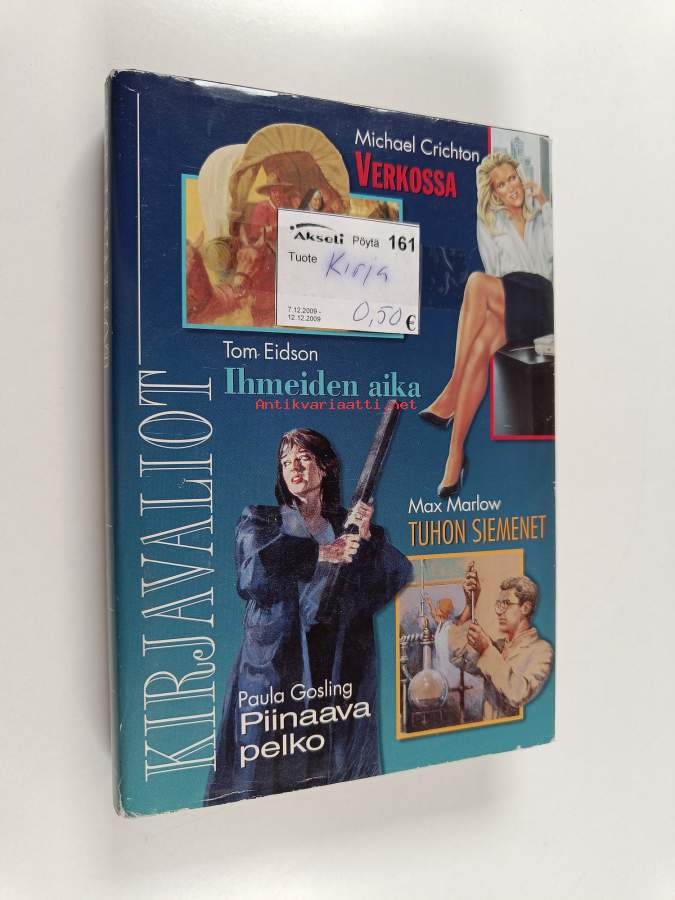 KIRJAVALIOT
Michael Crichton
VERKOSSA
Akseli Pöytä 161
Tuote Kirja
7.12.2009 -
12.12.2009
0,50 €
Tom Eidson
Ihmeiden aika
Antikvariaatti.net
Max Marlow
TUHON SIEMENET
Paula Gosling
Piinaava
pelko